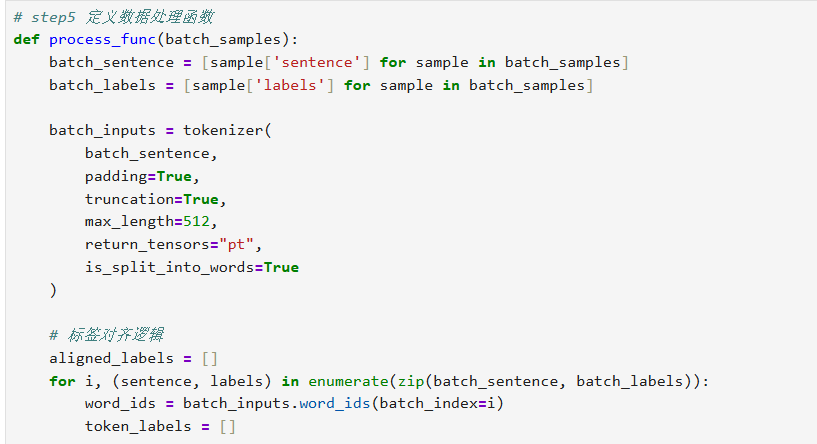 # step5 定义数据处理函数
def process_func(batch_samples):
    batch_sentence = [sample['sentence'] for sample in batch_samples]
    batch_labels = [sample['labels'] for sample in batch_samples]

    batch_inputs = tokenizer(
        batch_sentence,
        padding=True,
        truncation=True,
        max_length=512,
        return_tensors="pt",
        is_split_into_words=True
    )

    # 标签对齐逻辑
    aligned_labels = []
    for i, (sentence, labels) in enumerate(zip(batch_sentence, batch_labels)):
        word_ids = batch_inputs.word_ids(batch_index=i)
        token_labels = []